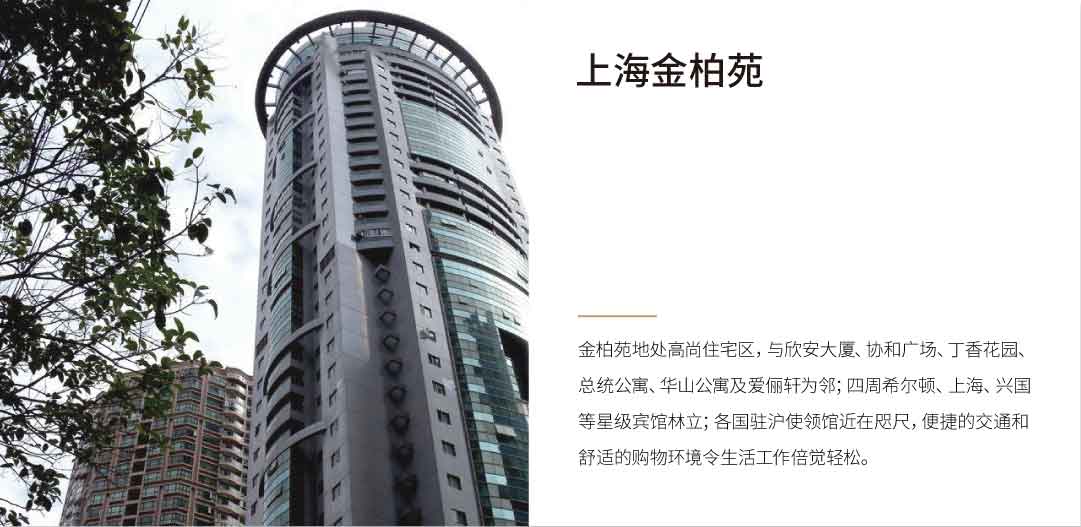 上海金柏苑
金柏苑地处高尚住宅区，与欣安大厦、协和广场、丁香花园、
总统公寓、华山公寓及爱俪轩为邻；四周希尔顿、上海、兴国
等星级宾馆林立；各国驻沪使领馆近在咫尺，便捷的交通和
舒适的购物环境令生活工作倍觉轻松。